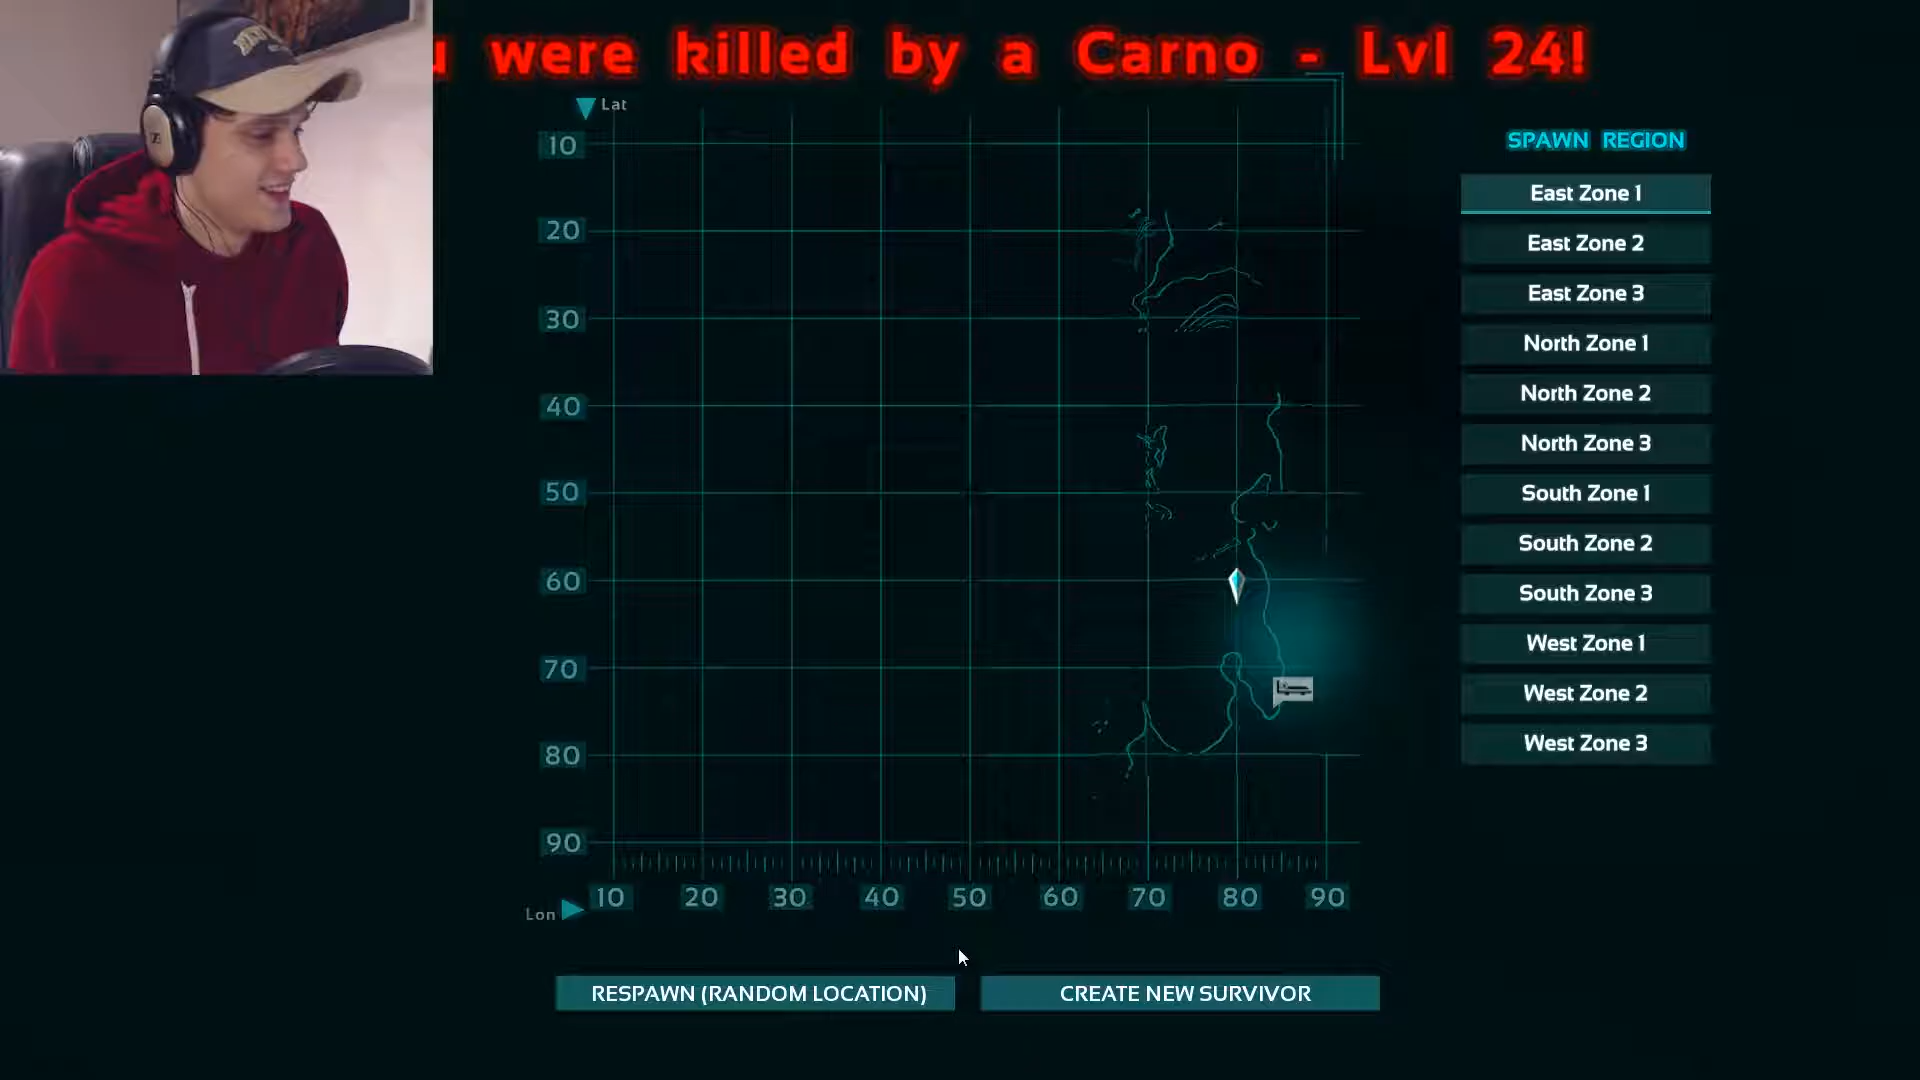 were killed by a Carno - Lvl 24!
Lat
10
20
30
40
50
60
70
80
90
Lon
10 20 30 40 50 60 70 80 90
SPAWN REGION
East Zone 1
East Zone 2
East Zone 3
North Zone 1
North Zone 2
North Zone 3
South Zone 1
South Zone 2
South Zone 3
West Zone 1
West Zone 2
West Zone 3
RESPAWN (RANDOM LOCATION)
CREATE NEW SURVIVOR